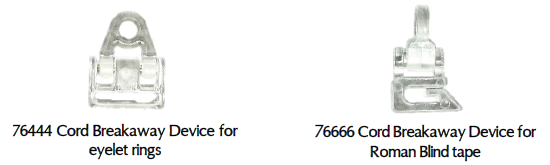 76444 Cord Breakaway Device for
eyelet rings
76666 Cord Breakaway Device for
Roman Blind tape